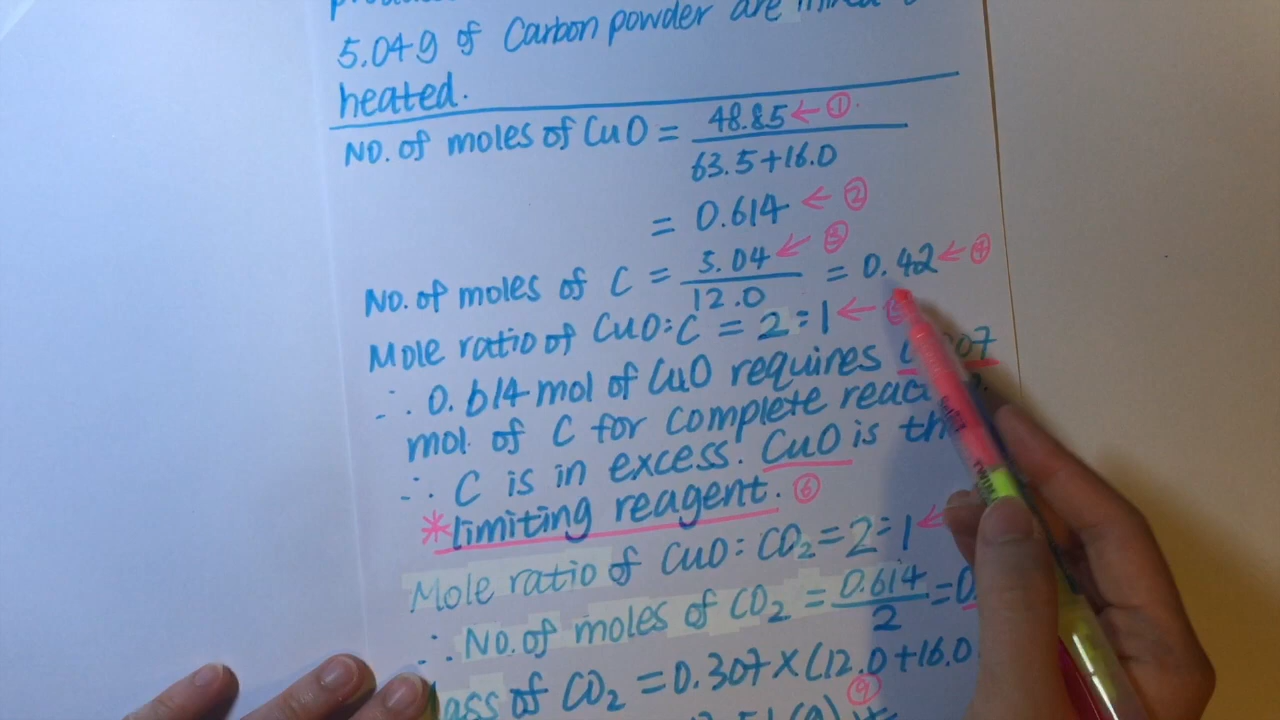 5.04g of Carbon powder are
heated.
NO. of moles of CuO = 48.85 ← ①
63.5+16.0
= 0.614 ← ②
NO. of moles of C = 5.04 ← ③ = 0.42 ← ④
12.0
Mole ratio of CuO:C = 2:1 ←
∴ 0.614 mol of CuO requires
mol. of C for complete
∴ C is in excess. CuO is
*limiting reagent. ⑥
Mole ratio of CuO: CO₂ = 2:1 ←
∴ No. of moles of CO₂ = 0.614 =
2
of CO₂ = 0.307 × (12.0+16.0
⑨